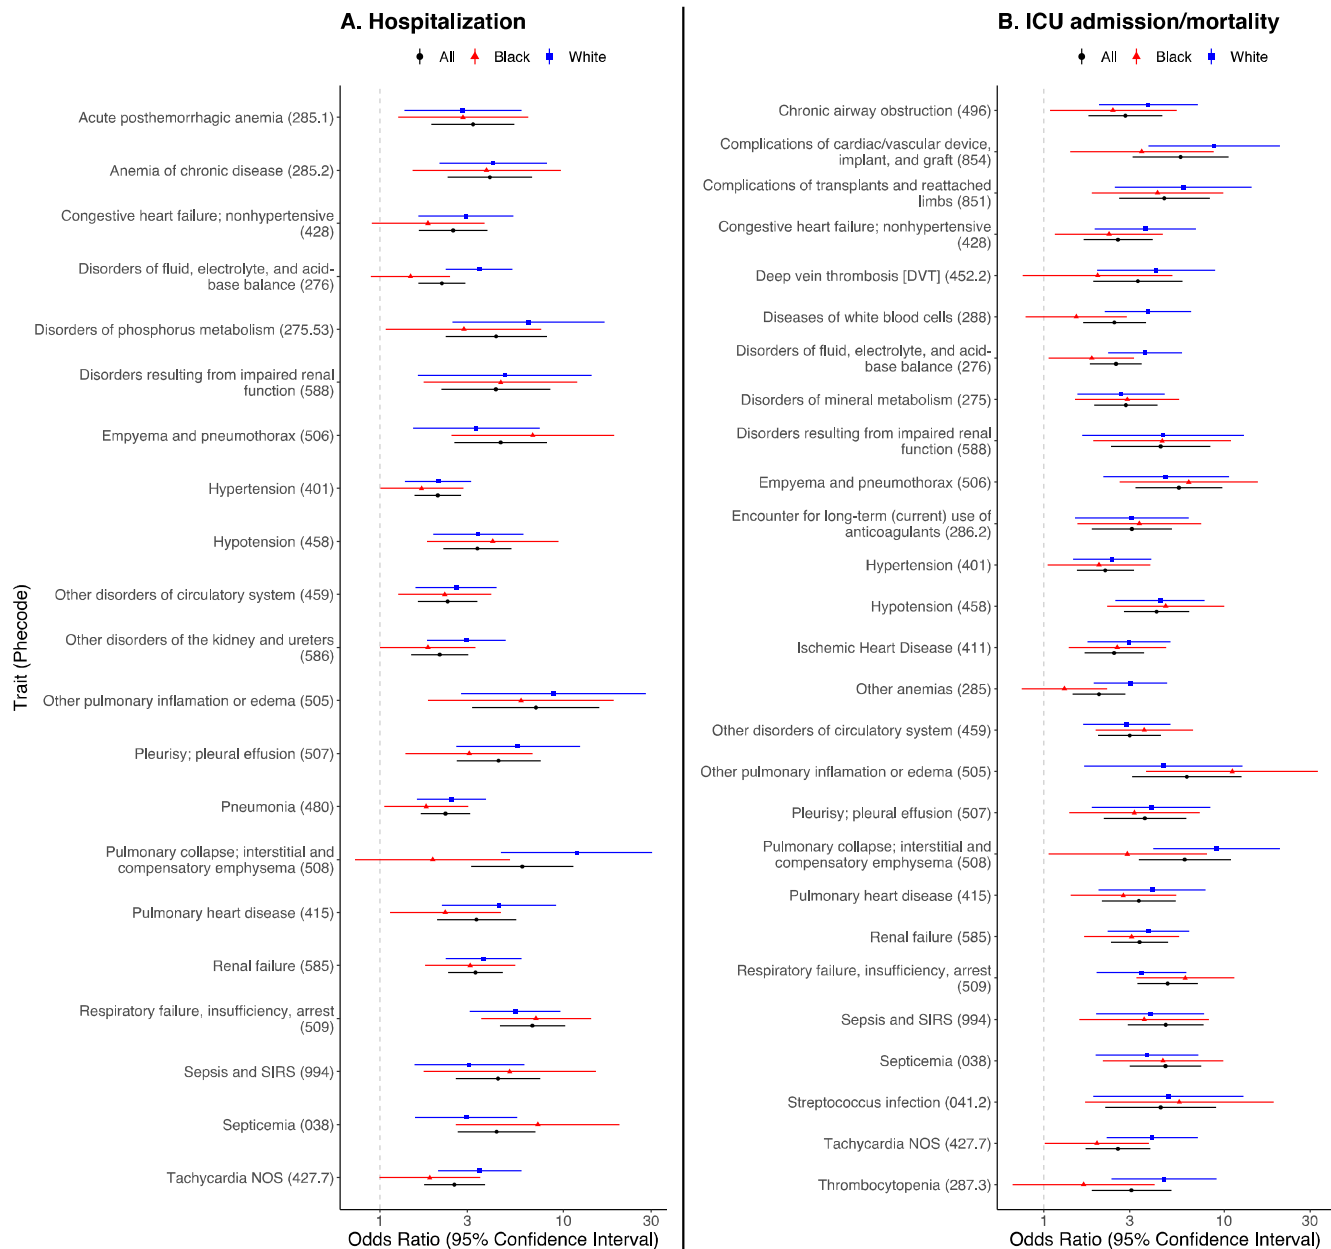 A. Hospitalization
All Black White
Trait (Phecode)
Acute posthemorrhagic anemia (285.1)
Anemia of chronic disease (285.2)
Congestive heart failure; nonhypertensive
(428)
Disorders of fluid, electrolyte, and acid-
base balance (276)
Disorders of phosphorus metabolism (275.53)
Disorders resulting from impaired renal
function (588)
Empyema and pneumothorax (506)
Hypertension (401)
Hypotension (458)
Other disorders of circulatory system (459)
Other disorders of the kidney and ureters
(586)
Other pulmonary inflamation or edema (505)
Pleurisy; pleural effusion (507)
Pneumonia (480)
Pulmonary collapse; interstitial and
compensatory emphysema (508)
Pulmonary heart disease (415)
Renal failure (585)
Respiratory failure, insufficiency, arrest
(509)
Sepsis and SIRS (994)
Septicemia (038)
Tachycardia NOS (427.7)
1 3 10 30
Odds Ratio (95% Confidence Interval)
B. ICU admission/mortality
All Black White
Chronic airway obstruction (496)
Complications of cardiac/vascular device,
implant, and graft (854)
Complications of transplants and reattached
limbs (851)
Congestive heart failure; nonhypertensive
(428)
Deep vein thrombosis [DVT] (452.2)
Diseases of white blood cells (288)
Disorders of fluid, electrolyte, and acid-
base balance (276)
Disorders of mineral metabolism (275)
Disorders resulting from impaired renal
function (588)
Empyema and pneumothorax (506)
Encounter for long-term (current) use of
anticoagulants (286.2)
Hypertension (401)
Hypotension (458)
Ischemic Heart Disease (411)
Other anemias (285)
Other disorders of circulatory system (459)
Other pulmonary inflamation or edema (505)
Pleurisy; pleural effusion (507)
Pulmonary collapse; interstitial and
compensatory emphysema (508)
Pulmonary heart disease (415)
Renal failure (585)
Respiratory failure, insufficiency, arrest
(509)
Sepsis and SIRS (994)
Septicemia (038)
Streptococcus infection (041.2)
Tachycardia NOS (427.7)
Thrombocytopenia (287.3)
1 3 10 30
Odds Ratio (95% Confidence Interval)